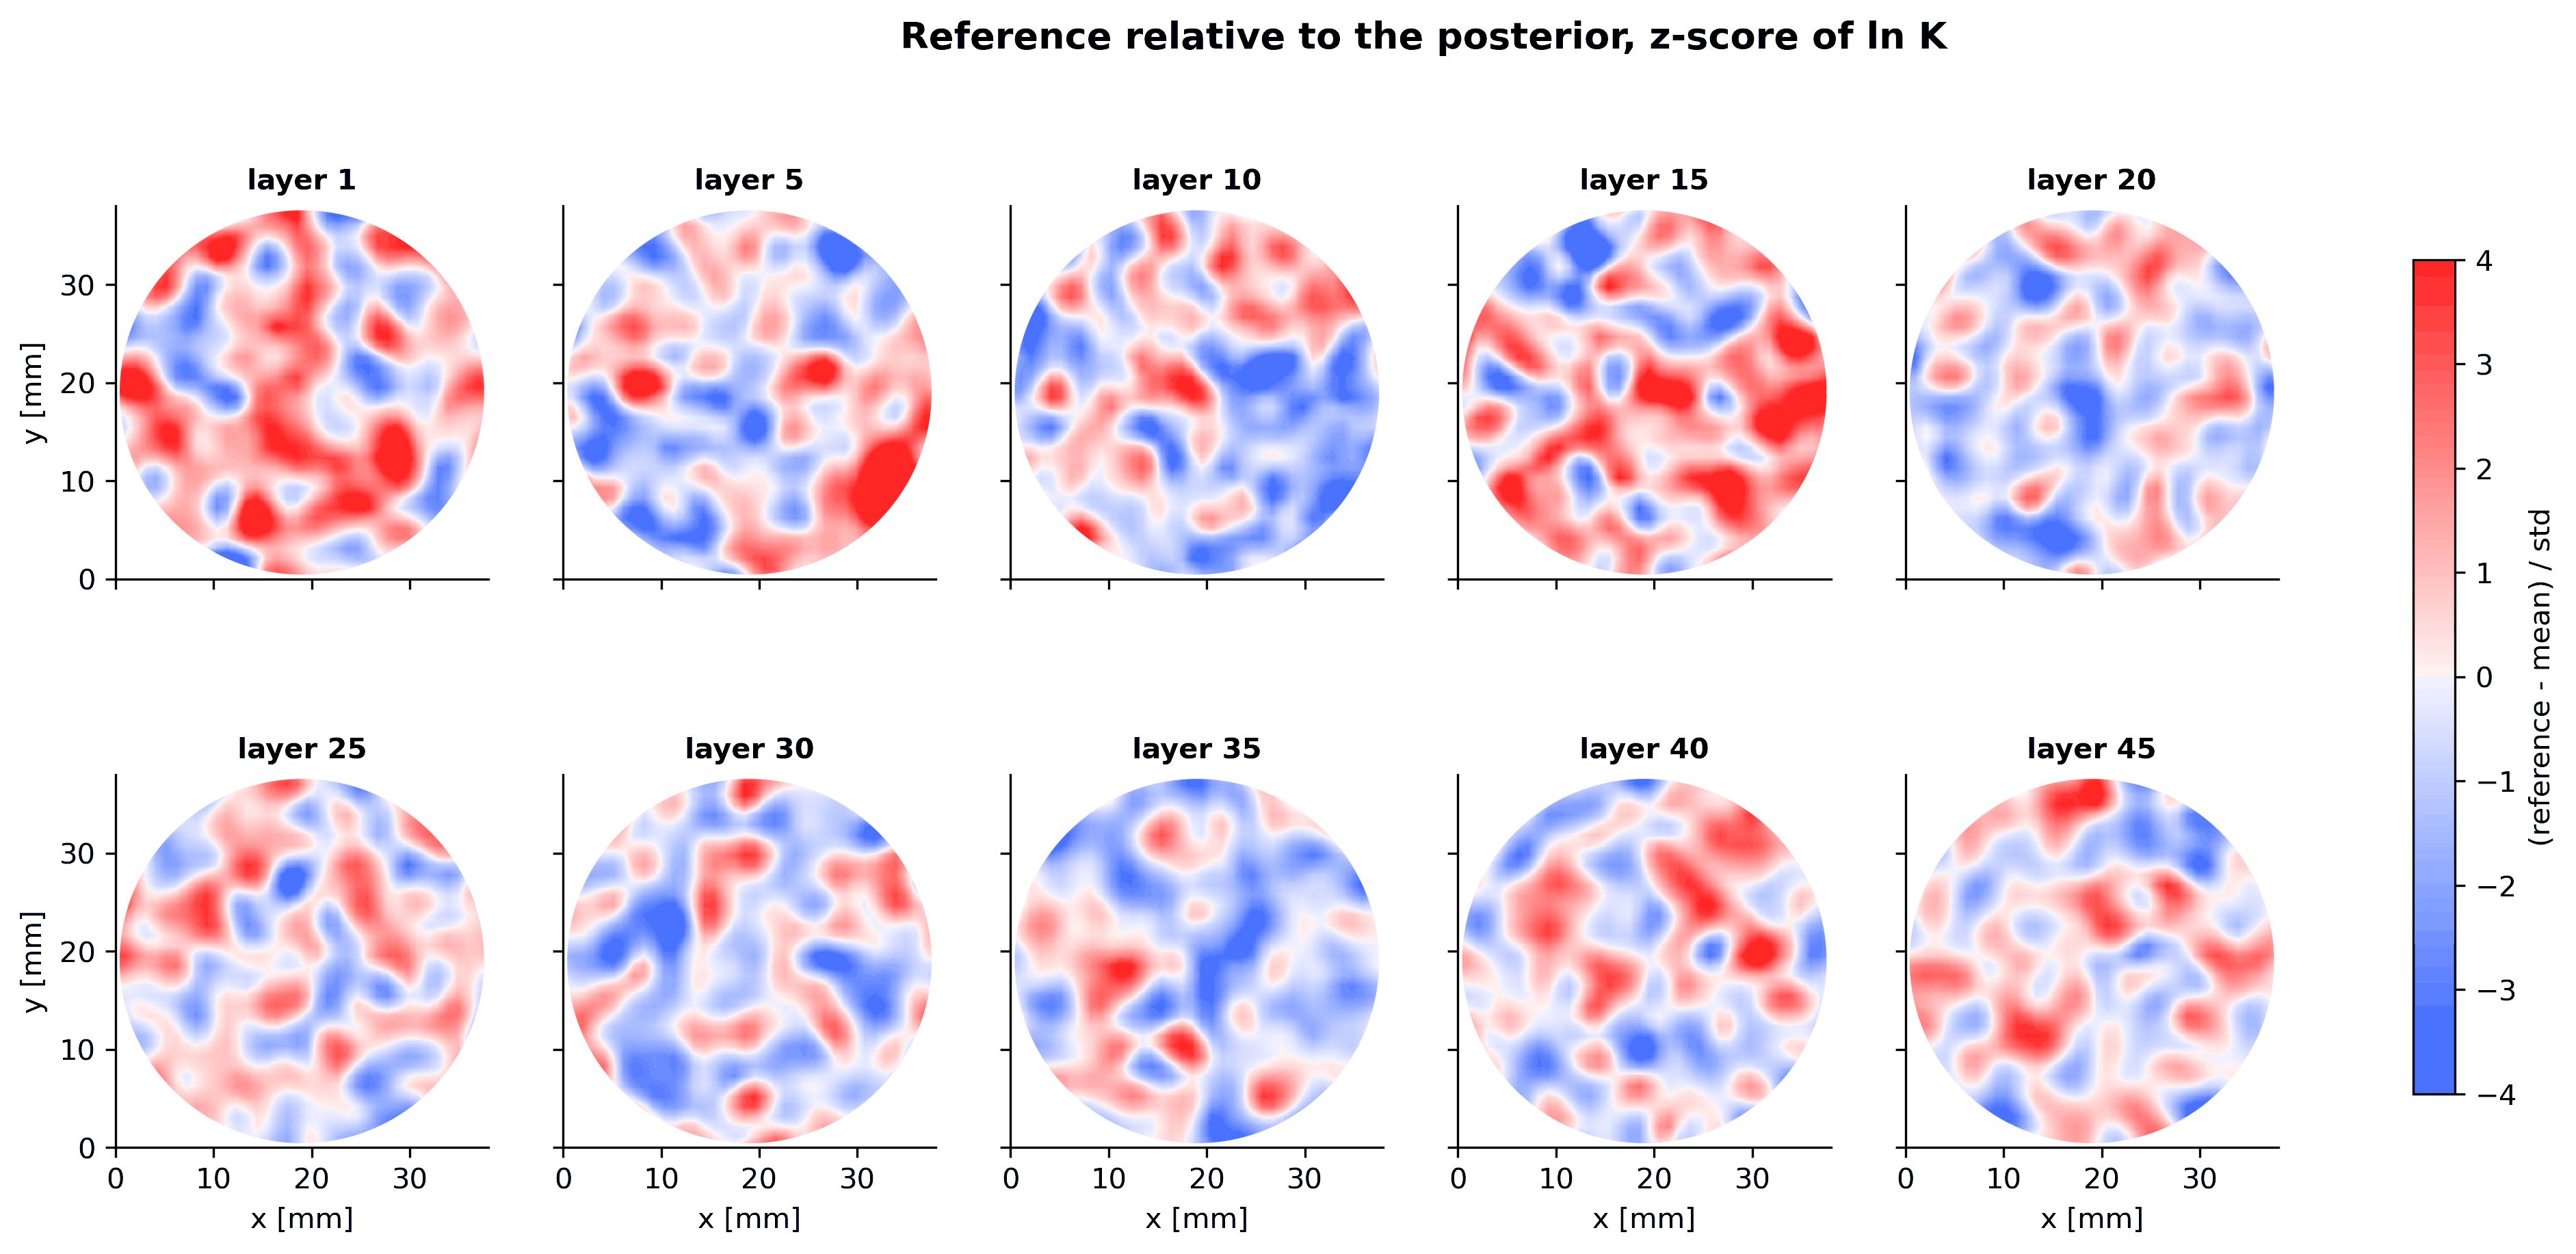 Reference relative to the posterior, z-score of ln K
layer 1 layer 5 layer 10 layer 15 layer 20
30
20
10
0
y [mm]
layer 25 layer 30 layer 35 layer 40 layer 45
30
20
10
0
y [mm]
0 10 20 30 0 10 20 30 0 10 20 30 0 10 20 30 0 10 20 30
x [mm] x [mm] x [mm] x [mm] x [mm]
4
3
2
1
0
−1
−2
−3
−4
(reference - mean) / std